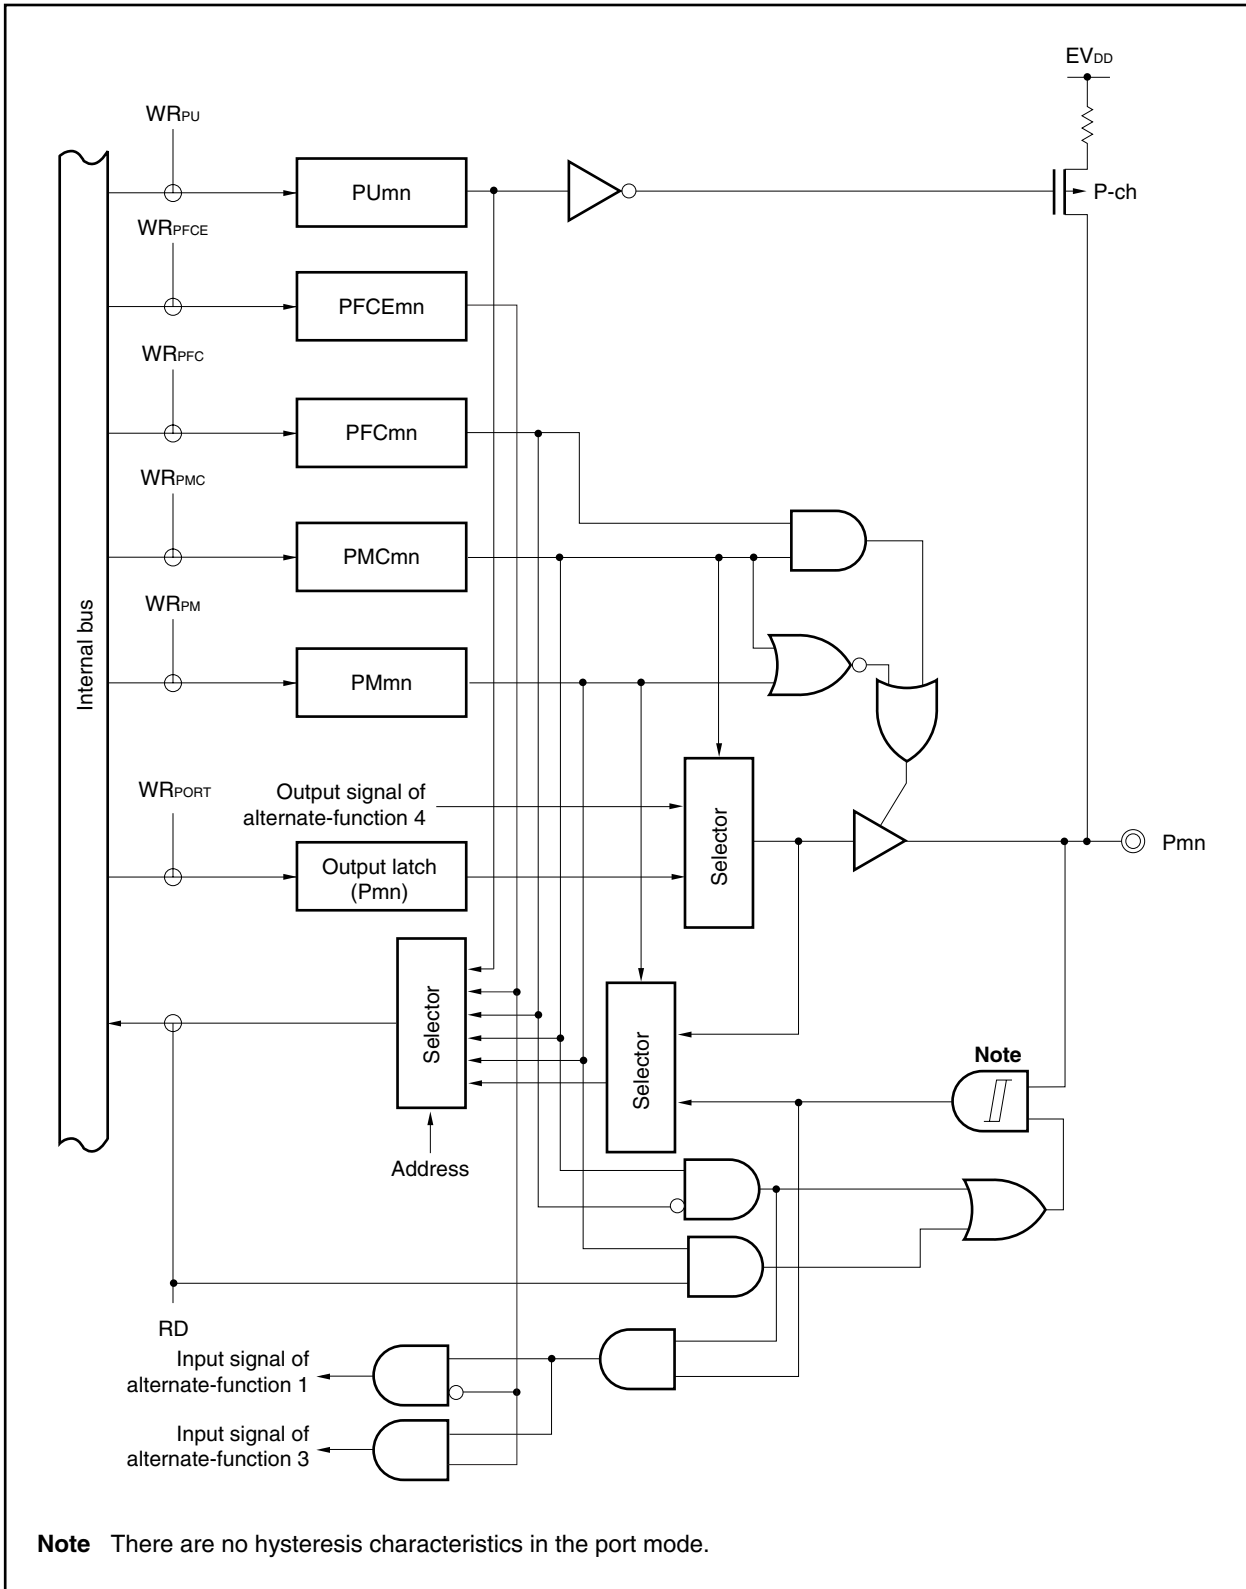 EVDD
WRPU
PUmn
P-ch
WRPFCE
PFCEmn
WRPFC
PFCmn
WRPMC
PMCmn
WRPM
PMmn
Internal bus
WRPORT
Output signal of
alternate-function 4
Selector
Output latch
(Pmn)
Pmn
Selector
Selector
Note
Address
RD
Input signal of
alternate-function 1
Input signal of
alternate-function 3
Note There are no hysteresis characteristics in the port mode.